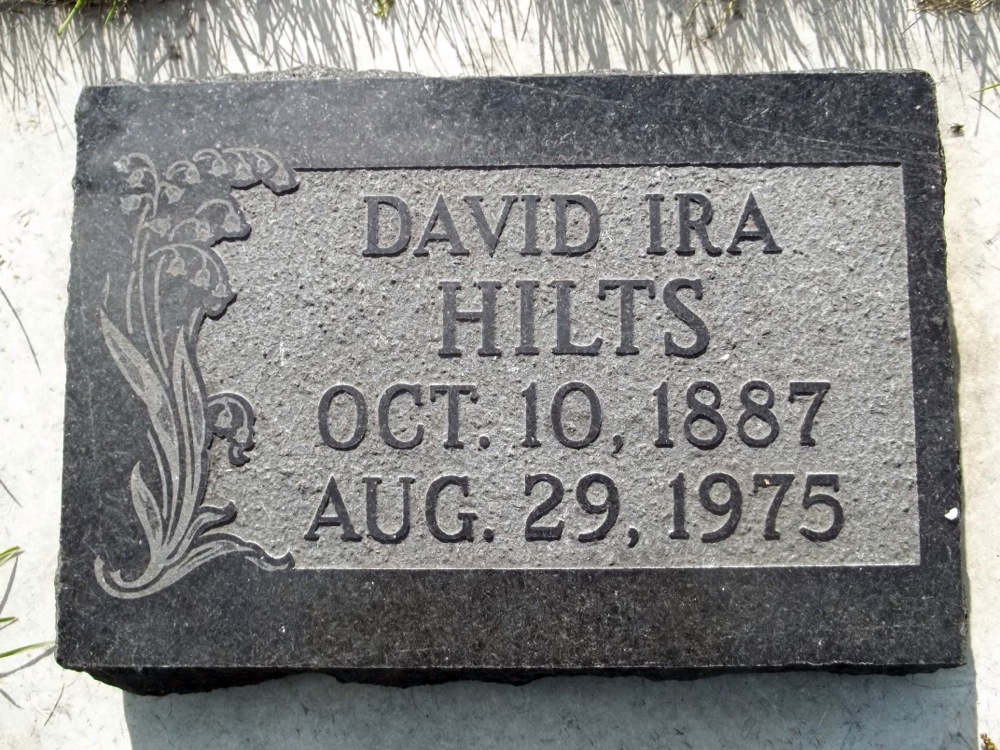 DAVID IRA
HILTS
OCT. 10, 1887
AUG. 29, 1975